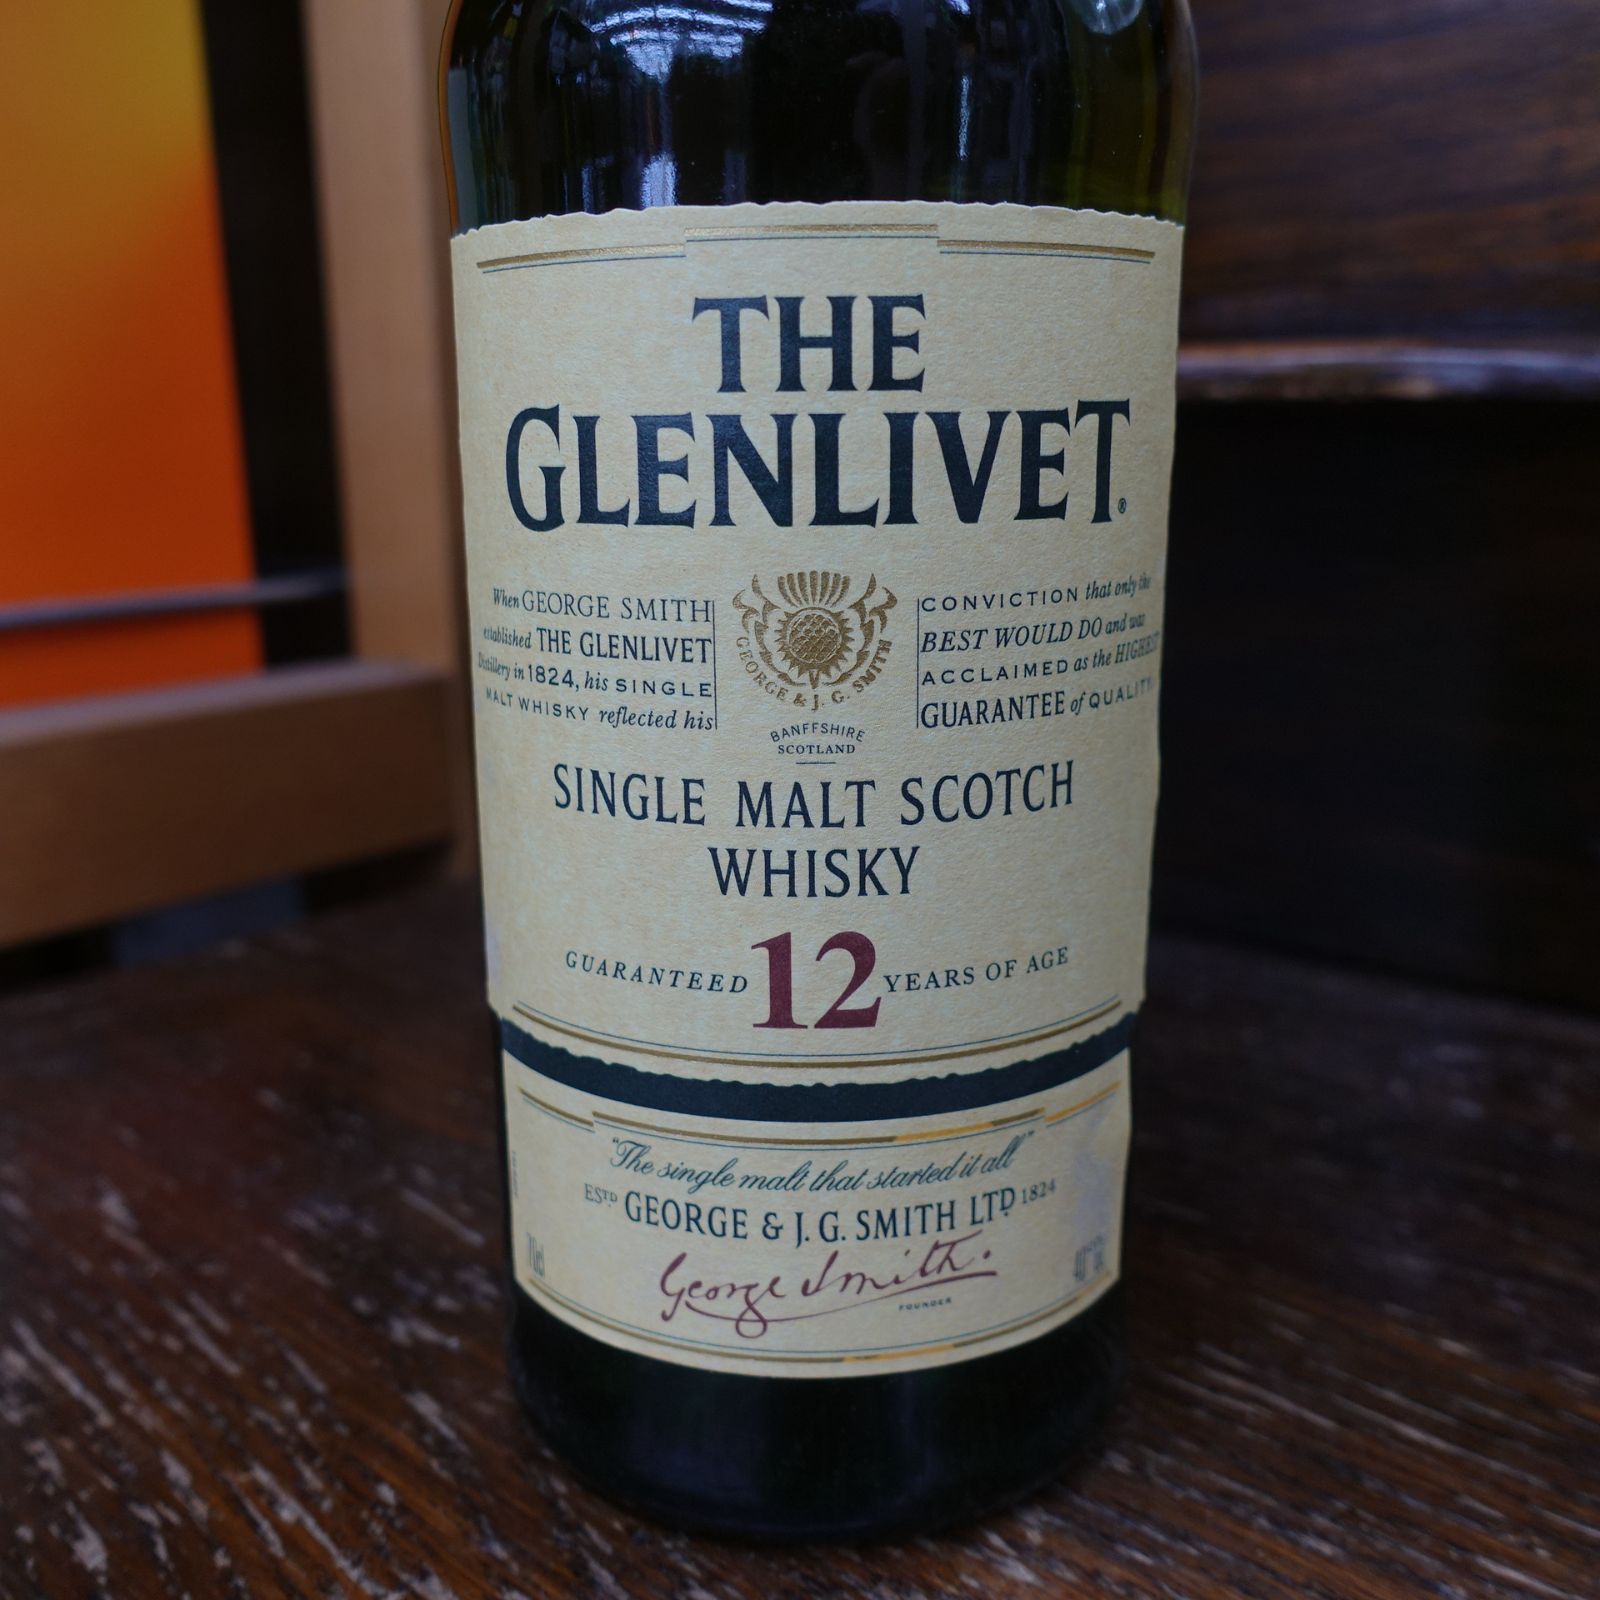 THE
GLENLIVET®
When GEORGE SMITH
established THE GLENLIVET
Distillery in 1824, his SINGLE
MALT WHISKY reflected his
GEORGE & J. G. SMITH
BANFFSHIRE
SCOTLAND
CONVICTION that only the
BEST WOULD DO and was
ACCLAIMED as the HIGHEST
GUARANTEE of QUALITY.
SINGLE MALT SCOTCH
WHISKY
GUARANTEED 12 YEARS OF AGE
"The single malt that started it all"
ESTD GEORGE & J. G. SMITH LTD 1824
70cl
George Smith.
FOUNDER